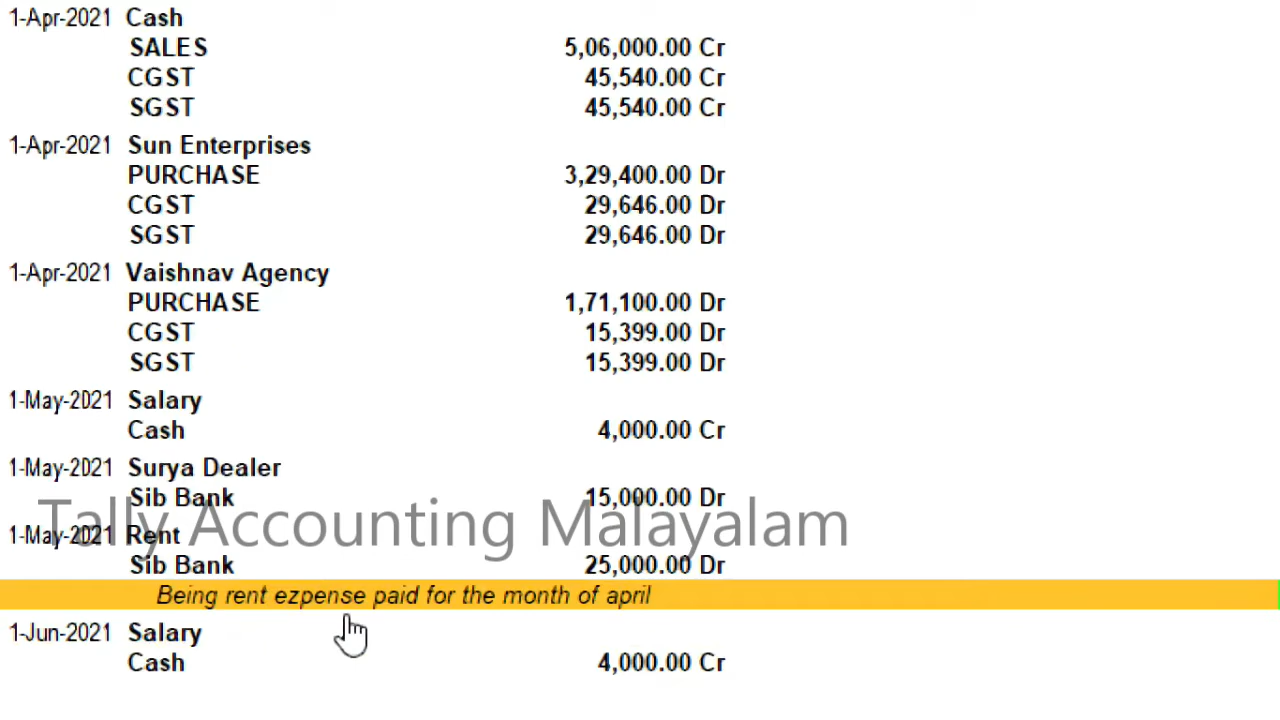 1-Apr-2021 Cash
SALES 5,06,000.00 Cr
CGST 45,540.00 Cr
SGST 45,540.00 Cr
1-Apr-2021 Sun Enterprises
PURCHASE 3,29,400.00 Dr
CGST 29,646.00 Dr
SGST 29,646.00 Dr
1-Apr-2021 Vaishnav Agency
PURCHASE 1,71,100.00 Dr
CGST 15,399.00 Dr
SGST 15,399.00 Dr
1-May-2021 Salary
Cash 4,000.00 Cr
1-May-2021 Surya Dealer
Sib Bank 15,000.00 Dr
Tally Accounting Malayalam
1-May-2021 Rent
Sib Bank 25,000.00 Dr
Being rent ezpense paid for the month of april
1-Jun-2021 Salary
Cash 4,000.00 Cr